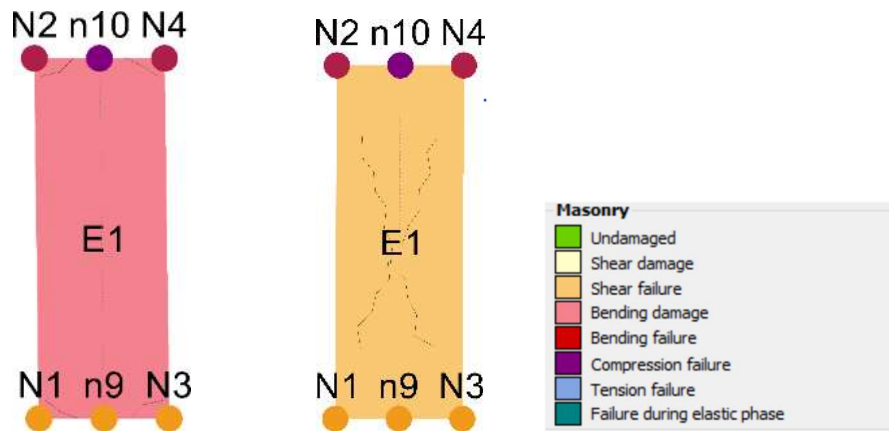 N2 n10 N4
E1
N1 n9 N3
N2 n10 N4
E1
N1 n9 N3
Masonry
Undamaged
Shear damage
Shear failure
Bending damage
Bending failure
Compression failure
Tension failure
Failure during elastic phase